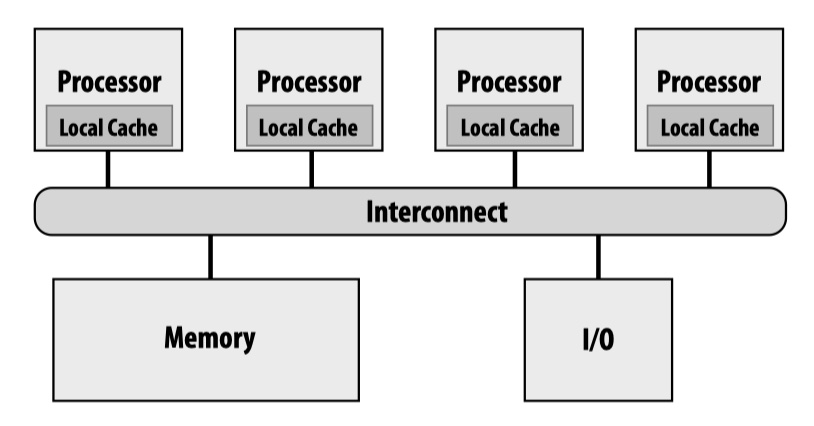 Processor
Local Cache
Processor
Local Cache
Processor
Local Cache
Processor
Local Cache
Interconnect
Memory
I/O